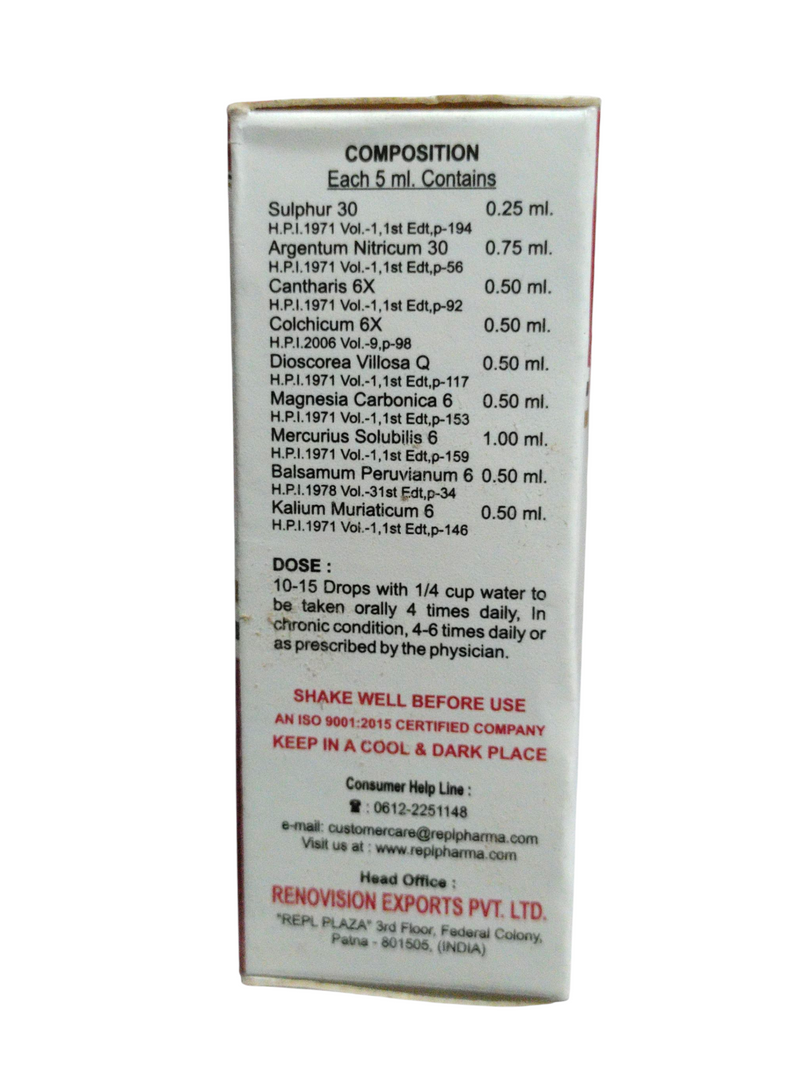 COMPOSITION
Each 5 ml. Contains
Sulphur 30 0.25 ml.
H.P.I.1971 Vol.-1,1st Edt,p-194
Argentum Nitricum 30 0.75 ml.
H.P.I.1971 Vol.-1,1st Edt,p-56
Cantharis 6X 0.50 ml.
H.P.I.1971 Vol.-1,1st Edt,p-92
Colchicum 6X 0.50 ml.
H.P.I.2006 Vol.-9,p-98
Dioscorea Villosa Q 0.50 ml.
H.P.I.1971 Vol.-1,1st Edt,p-117
Magnesia Carbonica 6 0.50 ml.
H.P.I.1971 Vol.-1,1st Edt,p-153
Mercurius Solubilis 6 1.00 ml.
H.P.I.1971 Vol.-1,1st Edt,p-159
Balsamum Peruvianum 6 0.50 ml.
H.P.I.1978 Vol.-31st Edt,p-34
Kalium Muriaticum 6 0.50 ml.
H.P.I.1971 Vol.-1,1st Edt,p-146
DOSE :
10-15 Drops with 1/4 cup water to
be taken orally 4 times daily, In
chronic condition, 4-6 times daily or
as prescribed by the physician.
SHAKE WELL BEFORE USE
AN ISO 9001:2015 CERTIFIED COMPANY
KEEP IN A COOL & DARK PLACE
Consumer Help Line :
☎ : 0612-2251148
e-mail: customercare@replpharma.com
Visit us at : www.replpharma.com
Head Office :
RENOVISION EXPORTS PVT. LTD.
"REPL PLAZA" 3rd Floor, Federal Colony,
Patna - 801505, (INDIA)